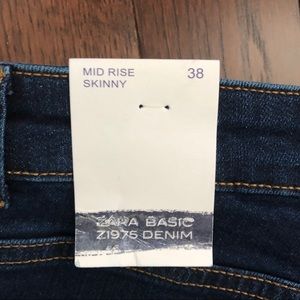 MID RISE 38
SKINNY
ZARA BASIC
Z1975 DENIM